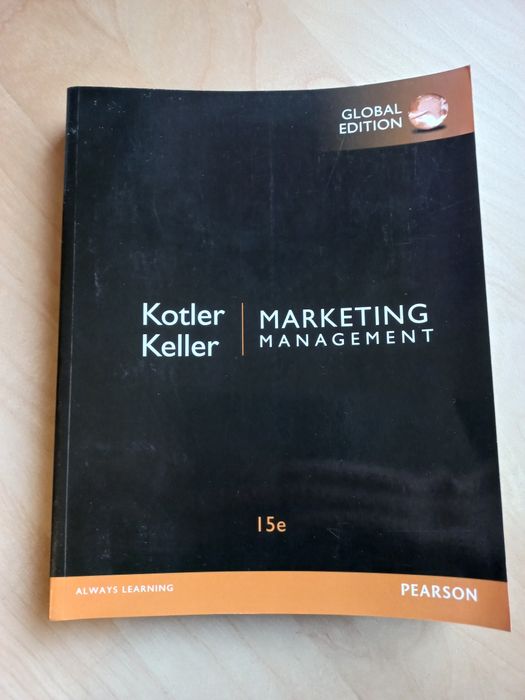 GLOBAL
EDITION
Kotler
Keller
MARKETING
MANAGEMENT
15e
ALWAYS LEARNING
PEARSON